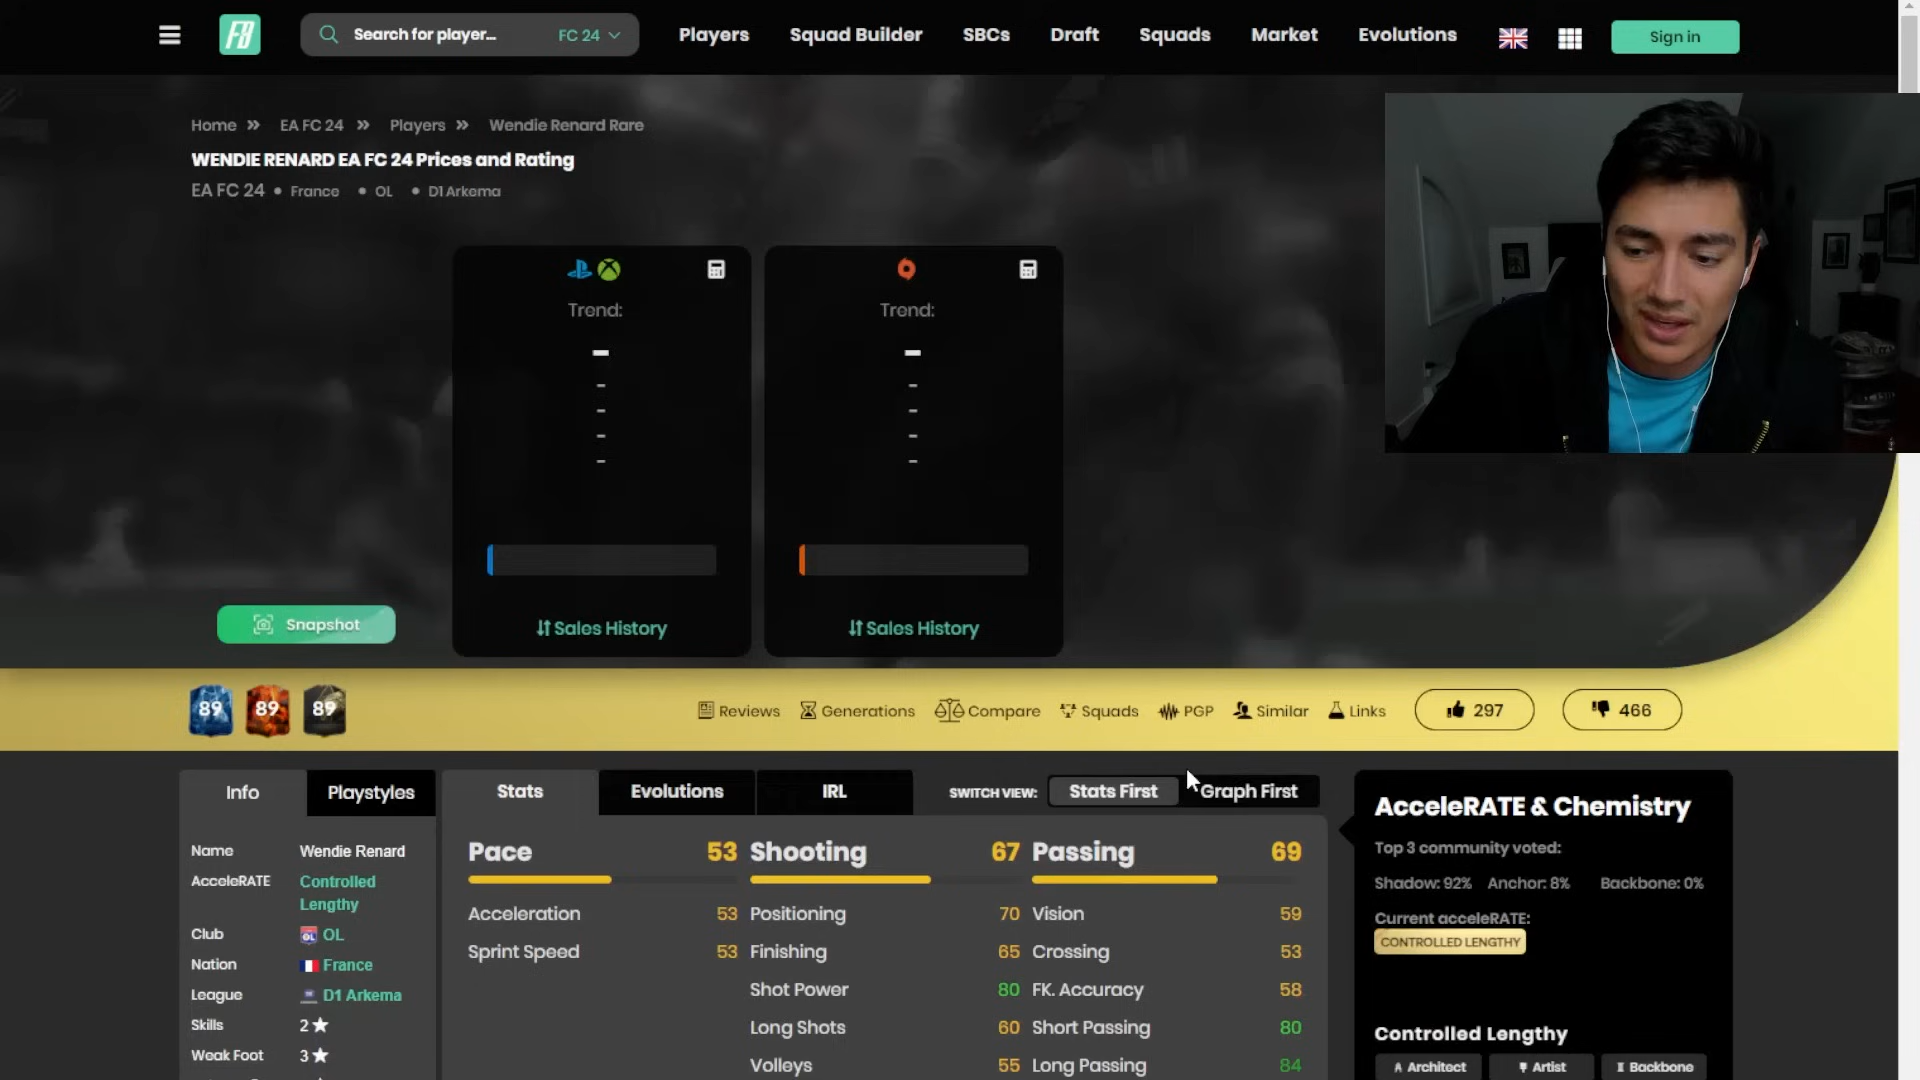 FB Search for player... FC 24 Players Squad Builder SBCs Draft Squads Market Evolutions Sign in
Home » EA FC 24 » Players » Wendie Renard Rare
WENDIE RENARD EA FC 24 Prices and Rating
EA FC 24 • France • OL • D1 Arkema
Trend: Trend:
- -
- -
- -
- -
- -
Sales History Sales History
Snapshot
89 89 89 Reviews Generations Compare Squads PGP Similar Links 297 466
Info Playstyles Stats Evolutions IRL SWITCH VIEW: Stats First Graph First
Name Wendie Renard
AcceleRATE Controlled
Lengthy
Club OL
Nation France
League D1 Arkema
Skills 2 ★
Weak Foot 3 ★
Pace 53 Shooting 67 Passing 69
Acceleration 53 Positioning 70 Vision 59
Sprint Speed 53 Finishing 65 Crossing 53
Shot Power 80 FK. Accuracy 58
Long Shots 60 Short Passing 80
Volleys 55 Long Passing 84
AcceleRATE & Chemistry
Top 3 community voted:
Shadow: 92% Anchor: 8% Backbone: 0%
Current acceleRATE:
CONTROLLED LENGTHY
Controlled Lengthy
Architect Artist Backbone